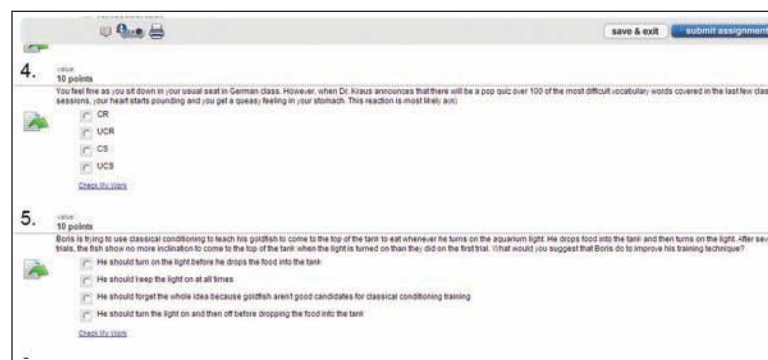 save & exit
submit assignment
4.
value
10 points
You feel fine as you sit down in your usual seat in German class. However, when Dr. Kraus announces that there will be a pop quiz over 100 of the most difficult vocabulary words covered in the last few clas
sessions, your heart starts pounding and you get a queasy feeling in your stomach. This reaction is most likely a(n)
CR
UCR
CS
UCS
Check My Work
5.
value
10 points
Boris is trying to use classical conditioning to teach his goldfish to come to the top of the tank to eat whenever he turns on the aquarium light. He drops food into the tank and then turns on the light. After sev
trials, the fish show no more inclination to come to the top of the tank when the light is turned on than they did on the first trial. What would you suggest that Boris do to improve his training technique?
He should turn on the light before he drops the food into the tank
He should keep the light on at all times
He should forget the whole idea because goldfish aren't good candidates for classical conditioning training
He should turn the light on and then off before dropping the food into the tank
Check My Work